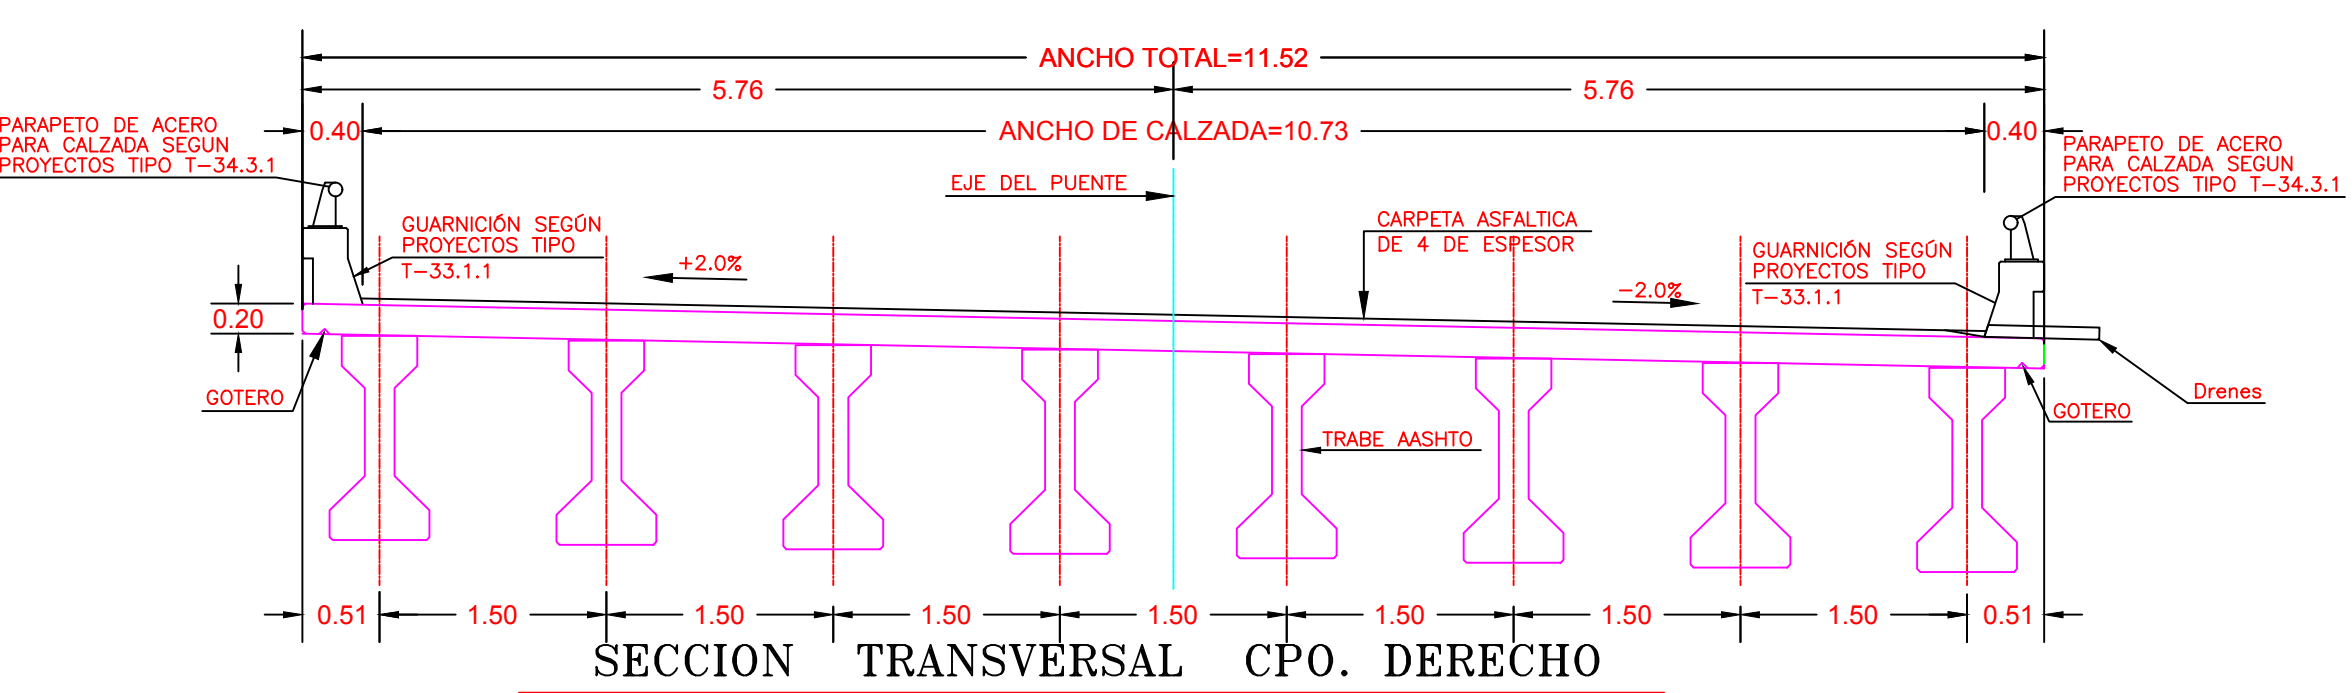 ANCHO TOTAL=11.52
5.76
5.76
0.40
ANCHO DE CALZADA=10.73
0.40
PARAPETO DE ACERO
PARA CALZADA SEGUN
PROYECTOS TIPO T-34.3.1
PARAPETO DE ACERO
PARA CALZADA SEGUN
PROYECTOS TIPO T-34.3.1
EJE DEL PUENTE
GUARNICIÓN SEGÚN
PROYECTOS TIPO
T-33.1.1
+2.0%
CARPETA ASFALTICA
DE 4 DE ESPESOR
GUARNICIÓN SEGÚN
PROYECTOS TIPO
T-33.1.1
-2.0%
0.20
GOTERO
TRABE AASHTO
GOTERO
Drenes
0.51
1.50
1.50
1.50
1.50
1.50
1.50
1.50
0.51
SECCION TRANSVERSAL CPO. DERECHO